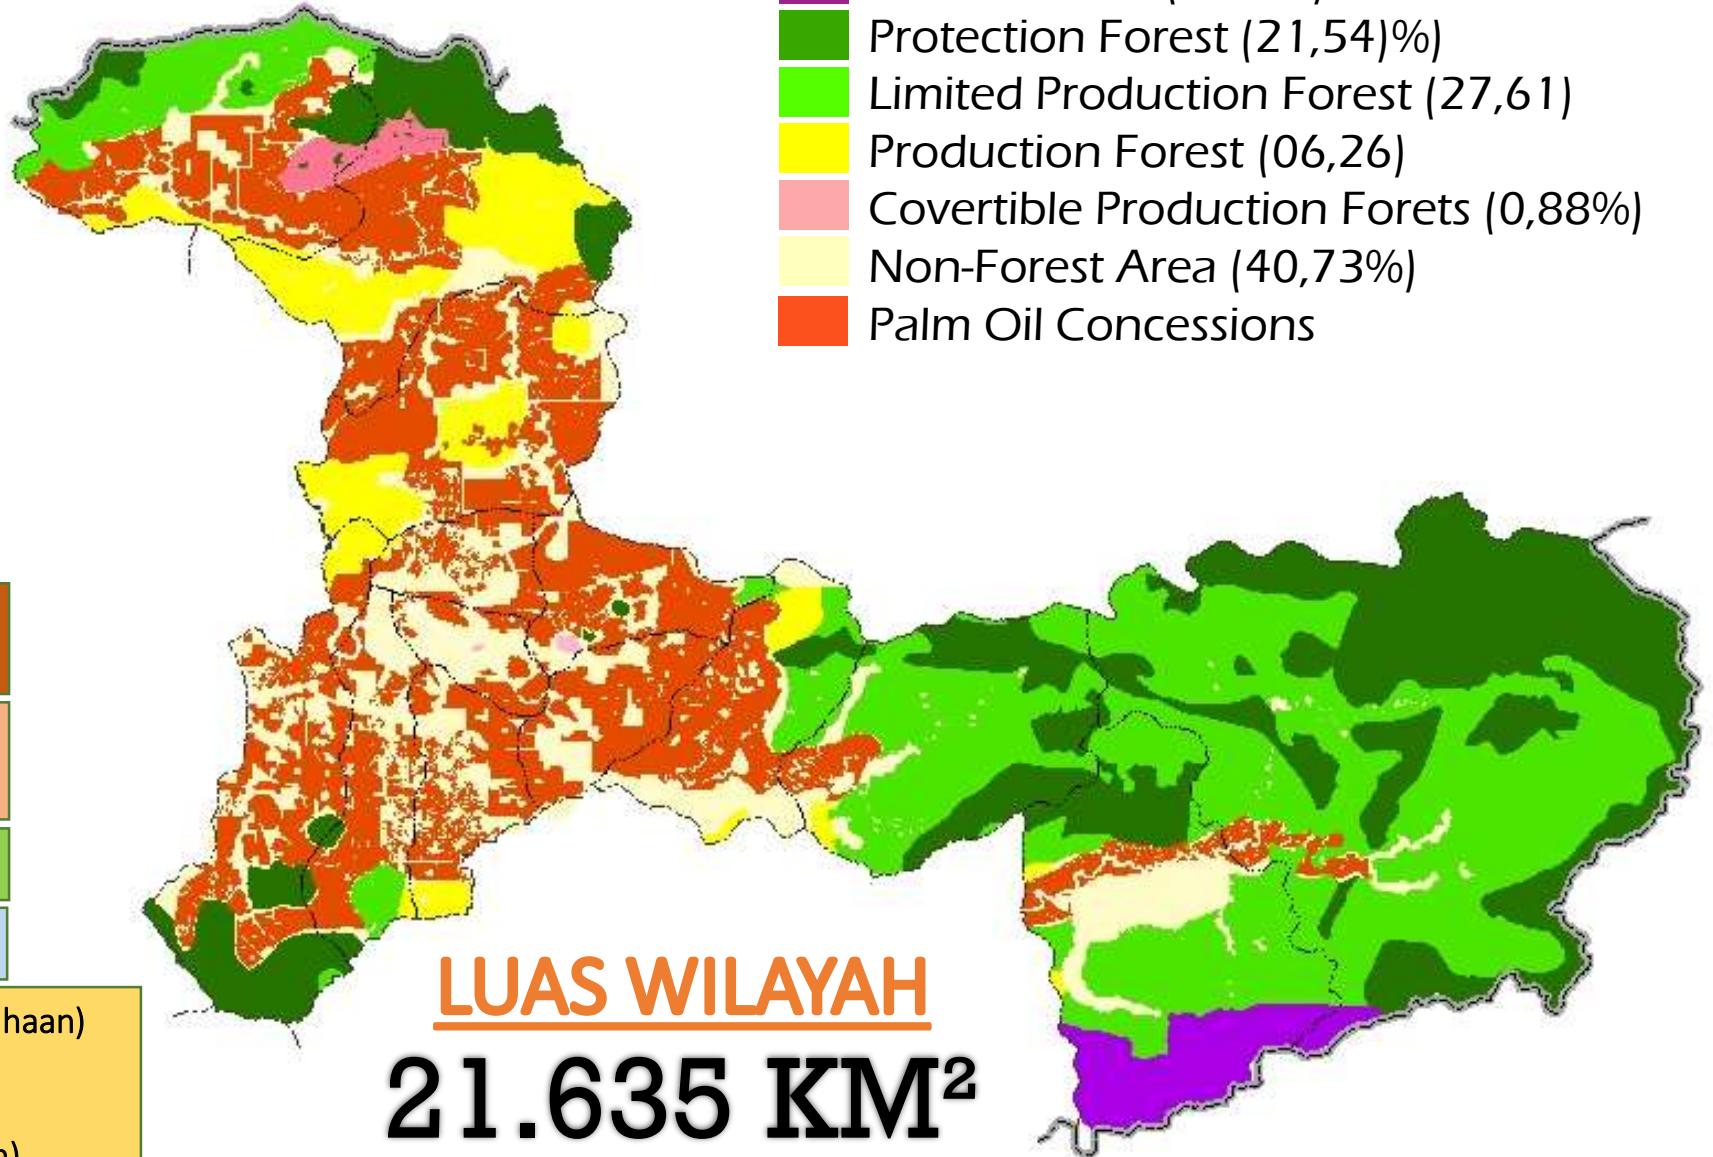 Protection Forest (21,54)%)
Limited Production Forest (27,61)
Production Forest (06,26)
Covertible Production Forets (0,88%)
Non-Forest Area (40,73%)
Palm Oil Concessions
haan)
LUAS WILAYAH
21.635 KM²